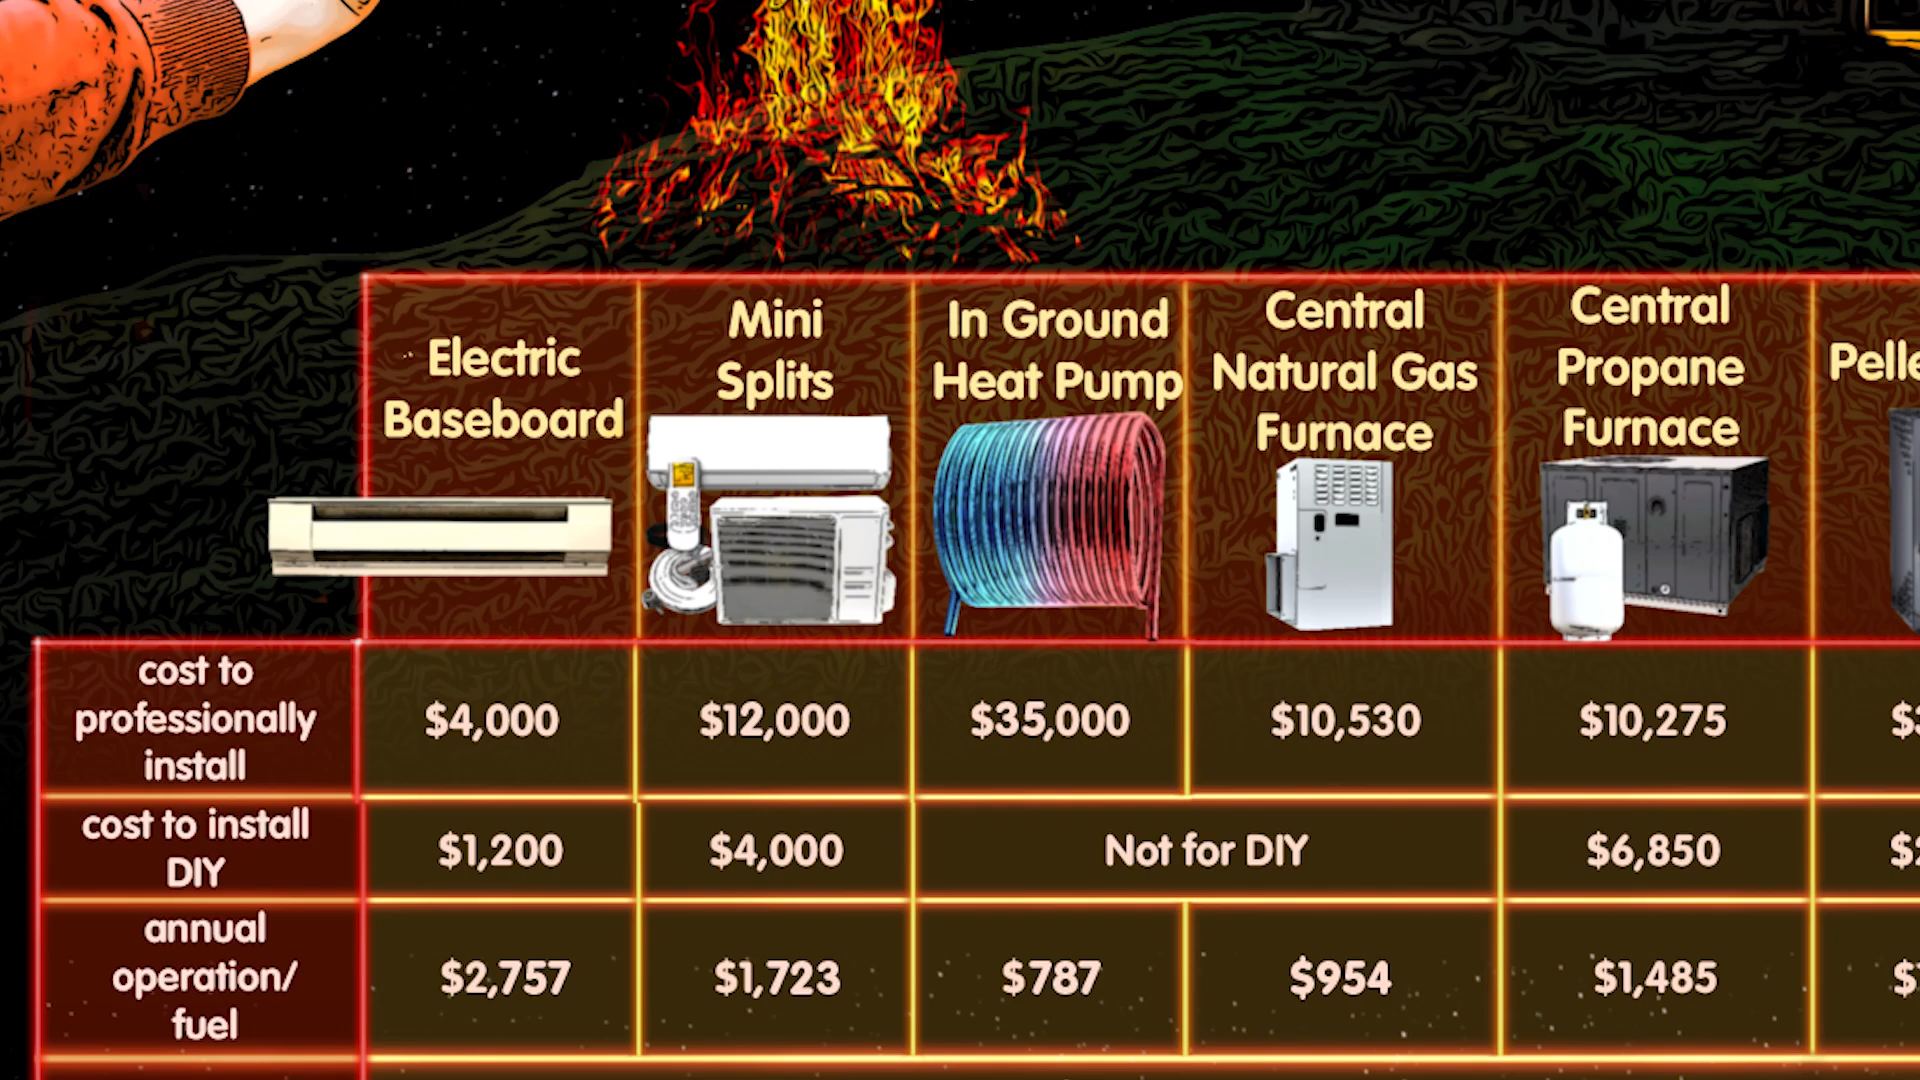 Electric
Baseboard
Mini
Splits
In Ground
Heat Pump
Central
Natural Gas
Furnace
Central
Propane
Furnace
cost to
professionally
install
$4,000
$12,000
$35,000
$10,530
$10,275
cost to install
DIY
$1,200
$4,000
Not for DIY
$6,850
annual
operation/
fuel
$2,757
$1,723
$787
$954
$1,485